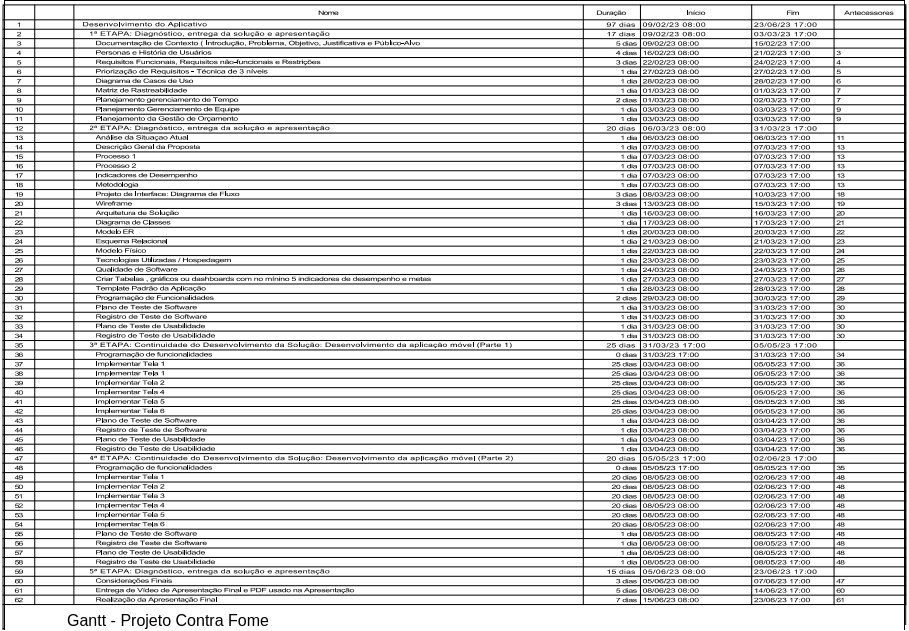 Nome Duração Início Fim Antecessores
1 Desenvolvimento do Aplicativo 97 dias 09/02/23 08:00 23/06/23 17:00
2 1ª ETAPA: Diagnóstico, entrega da solução e apresentação 17 dias 09/02/23 08:00 03/03/23 17:00
3 Documentação de Contexto ( Introdução, Problema, Objetivo, Justificativa e Público-Alvo 5 dias 09/02/23 08:00 15/02/23 17:00
4 Personas e História de Usuários 4 dias 16/02/23 08:00 21/02/23 17:00 3
5 Requisitos Funcionais, Requisitos não-funcionais e Restrições 3 dias 22/02/23 08:00 24/02/23 17:00 4
6 Priorização de Requisitos - Técnica de 3 níveis 1 dia 27/02/23 08:00 27/02/23 17:00 5
7 Diagrama de Casos de Uso 1 dia 28/02/23 08:00 28/02/23 17:00 6
8 Matriz de Rastreabilidade 1 dia 01/03/23 08:00 01/03/23 17:00 7
9 Planejamento gerenciamento de Tempo 2 dias 01/03/23 08:00 02/03/23 17:00 7
10 Planejamento Gerenciamento de Equipe 1 dia 03/03/23 08:00 03/03/23 17:00 9
11 Planejamento da Gestão de Orçamento 1 dia 03/03/23 08:00 03/03/23 17:00 9
12 2ª ETAPA: Diagnóstico, entrega da solução e apresentação 20 dias 06/03/23 08:00 31/03/23 17:00
13 Análise da Situaçao Atual 1 dia 06/03/23 08:00 06/03/23 17:00 11
14 Descrição Geral da Proposta 1 dia 07/03/23 08:00 07/03/23 17:00 13
15 Processo 1 1 dia 07/03/23 08:00 07/03/23 17:00 13
16 Processo 2 1 dia 07/03/23 08:00 07/03/23 17:00 13
17 Indicadores de Desempenho 1 dia 07/03/23 08:00 07/03/23 17:00 13
18 Metodologia 1 dia 07/03/23 08:00 07/03/23 17:00 13
19 Projeto de Interface: Diagrama de Fluxo 3 dias 08/03/23 08:00 10/03/23 17:00 18
20 Wireframe 3 dias 13/03/23 08:00 15/03/23 17:00 19
21 Arquitetura de Solução 1 dia 16/03/23 08:00 16/03/23 17:00 20
22 Diagrama de Classes 1 dia 17/03/23 08:00 17/03/23 17:00 21
23 Modelo ER 1 dia 20/03/23 08:00 20/03/23 17:00 22
24 Esquema Relacional 1 dia 21/03/23 08:00 21/03/23 17:00 23
25 Modelo Físico 1 dia 22/03/23 08:00 22/03/23 17:00 24
26 Tecnologias Utilizadas / Hospedagem 1 dia 23/03/23 08:00 23/03/23 17:00 25
27 Qualidade de Software 1 dia 24/03/23 08:00 24/03/23 17:00 26
28 Criar Tabelas , gráficos ou dashboards com no mínino 5 indicadores de desempenho e metas 1 dia 27/03/23 08:00 27/03/23 17:00 27
29 Template Padrão da Aplicação 1 dia 28/03/23 08:00 28/03/23 17:00 28
30 Programação de Funcionalidades 2 dias 29/03/23 08:00 30/03/23 17:00 29
31 Plano de Teste de Software 1 dia 31/03/23 08:00 31/03/23 17:00 30
32 Registro de Teste de Software 1 dia 31/03/23 08:00 31/03/23 17:00 30
33 Plano de Teste de Usabilidade 1 dia 31/03/23 08:00 31/03/23 17:00 30
34 Registro de Teste de Usabilidade 1 dia 31/03/23 08:00 31/03/23 17:00 30
35 3ª ETAPA: Continuidade do Desenvolvimento da Solução: Desenvolvimento da aplicação móvel (Parte 1) 25 dias 31/03/23 17:00 05/05/23 17:00
36 Programação de funcionalidades 0 dias 31/03/23 17:00 31/03/23 17:00 34
37 Implementar Tela 1 25 dias 03/04/23 08:00 05/05/23 17:00 36
38 Implementar Tela 1 25 dias 03/04/23 08:00 05/05/23 17:00 36
39 Implementar Tela 2 25 dias 03/04/23 08:00 05/05/23 17:00 36
40 Implementar Tela 4 25 dias 03/04/23 08:00 05/05/23 17:00 36
41 Implementar Tela 5 25 dias 03/04/23 08:00 05/05/23 17:00 36
42 Implementar Tela 6 25 dias 03/04/23 08:00 05/05/23 17:00 36
43 Plano de Teste de Software 1 dia 03/04/23 08:00 03/04/23 17:00 36
44 Registro de Teste de Software 1 dia 03/04/23 08:00 03/04/23 17:00 36
45 Plano de Teste de Usabilidade 1 dia 03/04/23 08:00 03/04/23 17:00 36
46 Registro de Teste de Usabilidade 1 dia 03/04/23 08:00 03/04/23 17:00 36
47 4ª ETAPA: Continuidade do Desenvolvimento da Solução: Desenvolvimento da aplicação móvel (Parte 2) 20 dias 05/05/23 17:00 02/06/23 17:00
48 Programação de funcionalidades 0 dias 05/05/23 17:00 05/05/23 17:00 35
49 Implementar Tela 1 20 dias 08/05/23 08:00 02/06/23 17:00 48
50 Implementar Tela 2 20 dias 08/05/23 08:00 02/06/23 17:00 48
51 Implementar Tela 3 20 dias 08/05/23 08:00 02/06/23 17:00 48
52 Implementar Tela 4 20 dias 08/05/23 08:00 02/06/23 17:00 48
53 Implementar Tela 5 20 dias 08/05/23 08:00 02/06/23 17:00 48
54 Implementar Tela 6 20 dias 08/05/23 08:00 02/06/23 17:00 48
55 Plano de Teste de Software 1 dia 08/05/23 08:00 08/05/23 17:00 48
56 Registro de Teste de Software 1 dia 08/05/23 08:00 08/05/23 17:00 48
57 Plano de Teste de Usabilidade 1 dia 08/05/23 08:00 08/05/23 17:00 48
58 Registro de Teste de Usabilidade 1 dia 08/05/23 08:00 08/05/23 17:00 48
59 5ª ETAPA: Diagnóstico, entrega da solução e apresentação 15 dias 05/06/23 08:00 23/06/23 17:00
60 Considerações Finais 3 dias 05/06/23 08:00 07/06/23 17:00 47
61 Entrega de Vídeo de Apresentação Final e PDF usado na Apresentação 5 dias 08/06/23 08:00 14/06/23 17:00 60
62 Realização da Apresentação Final 7 dias 15/06/23 08:00 23/06/23 17:00 61
Gantt - Projeto Contra Fome